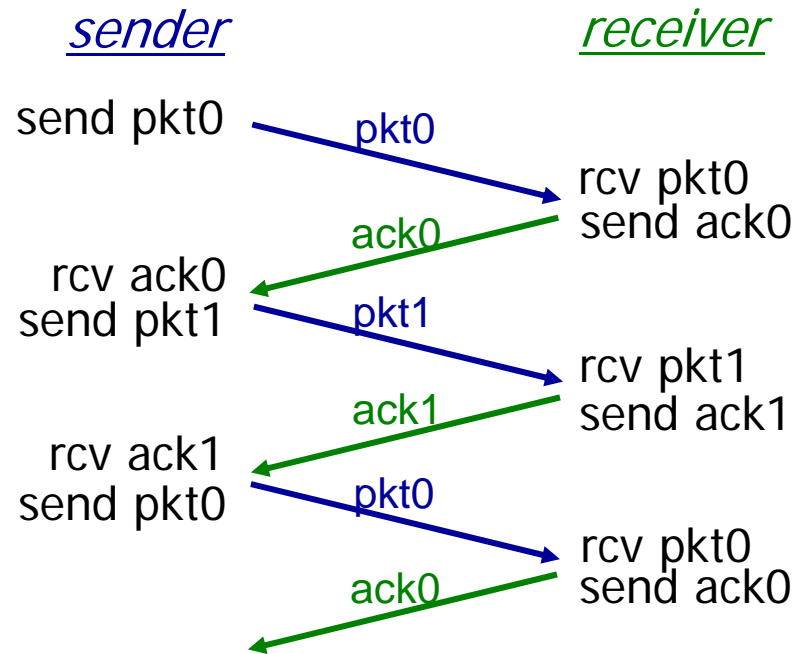 sender
receiver
send pkt0
pkt0
rcv pkt0
send ack0
ack0
rcv ack0
send pkt1
pkt1
rcv pkt1
send ack1
ack1
rcv ack1
send pkt0
pkt0
rcv pkt0
send ack0
ack0